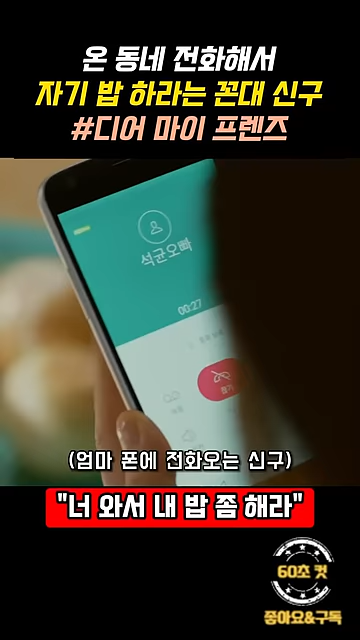 온 동네 전화해서
자기 밥 하라는 꼰대 신구
#디어 마이 프렌즈
석균오빠
00:27
(엄마 폰에 전화오는 신구)
"너 와서 내 밥 좀 해라"
60초 컷
좋아요&구독